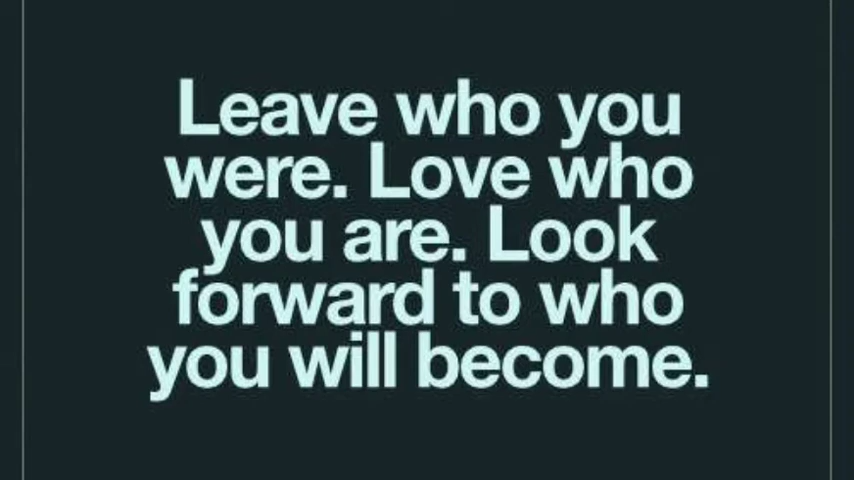 Leave who you
were. Love who
you are. Look
forward to who
you will become.